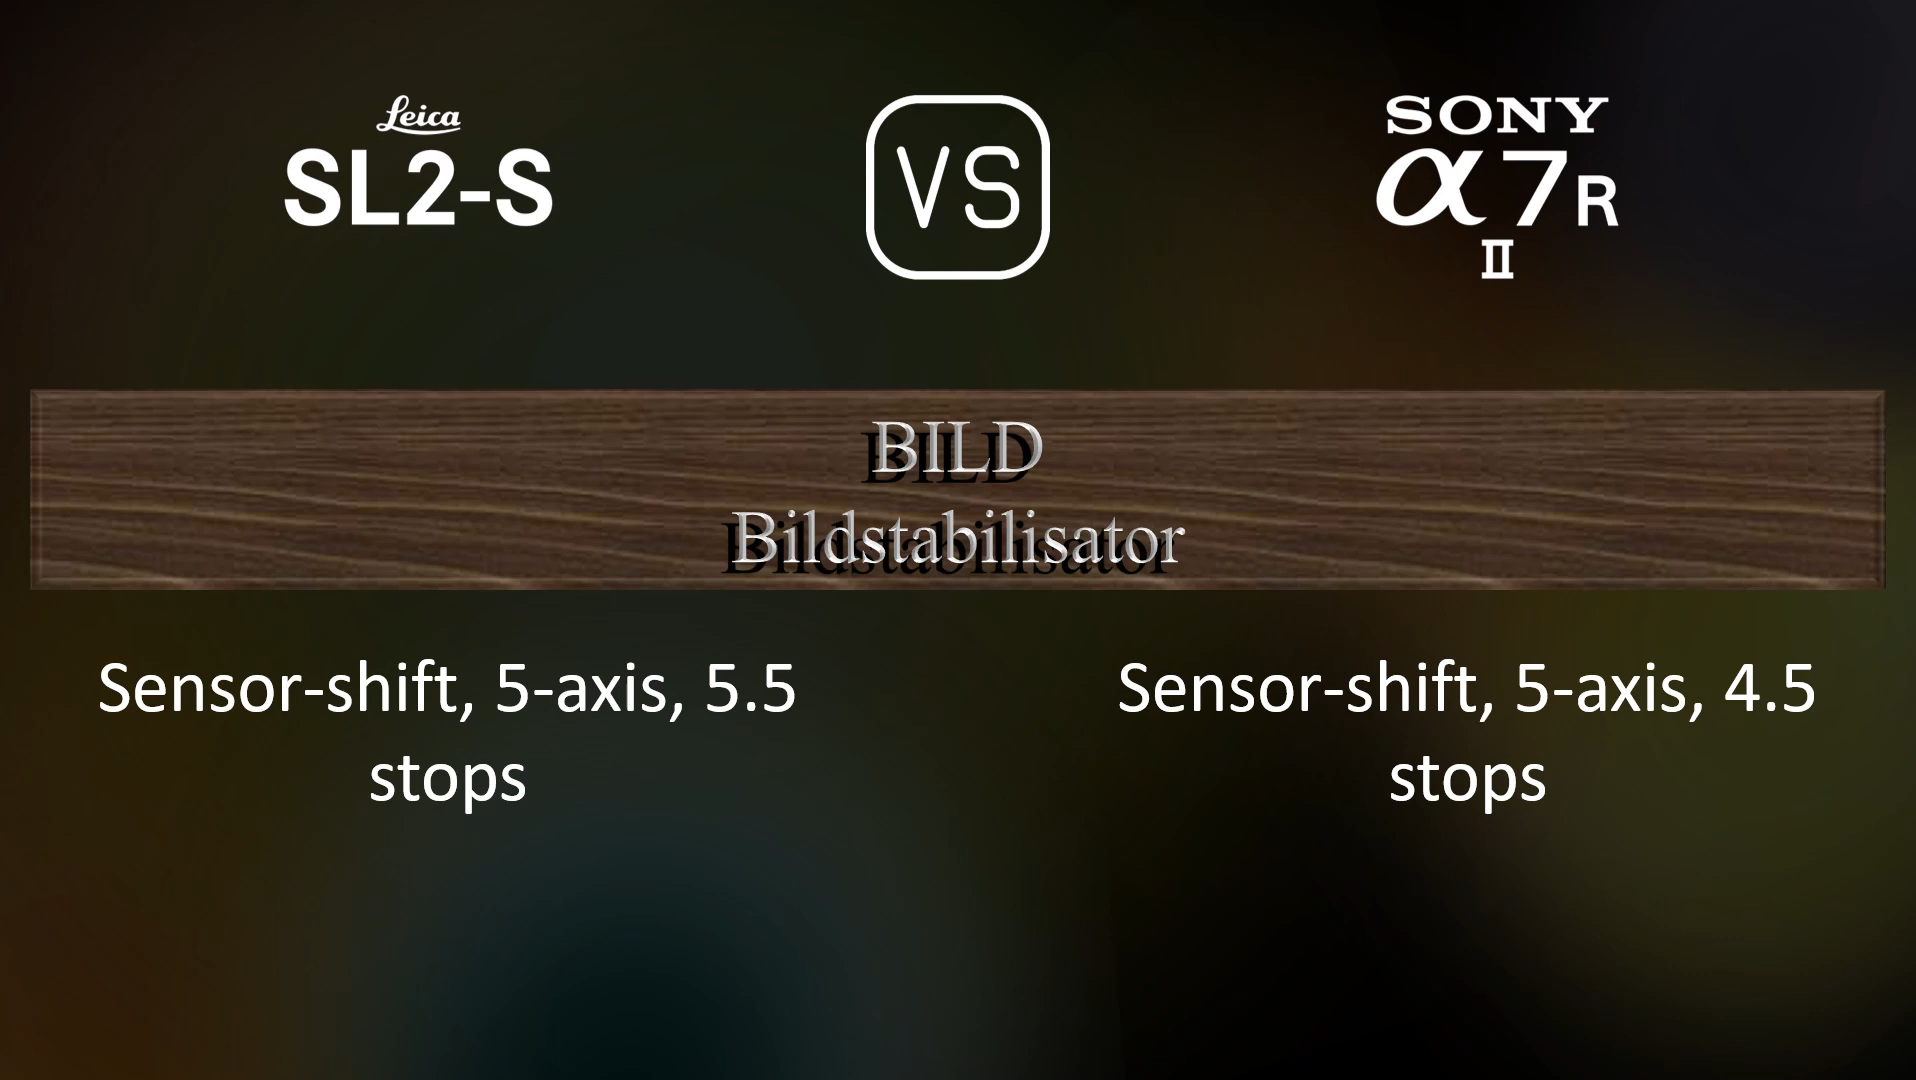 Leica
SL2-S
VS
SONY
α7R
II
BILD
Bildstabilisator
Sensor-shift, 5-axis, 5.5
stops
Sensor-shift, 5-axis, 4.5
stops